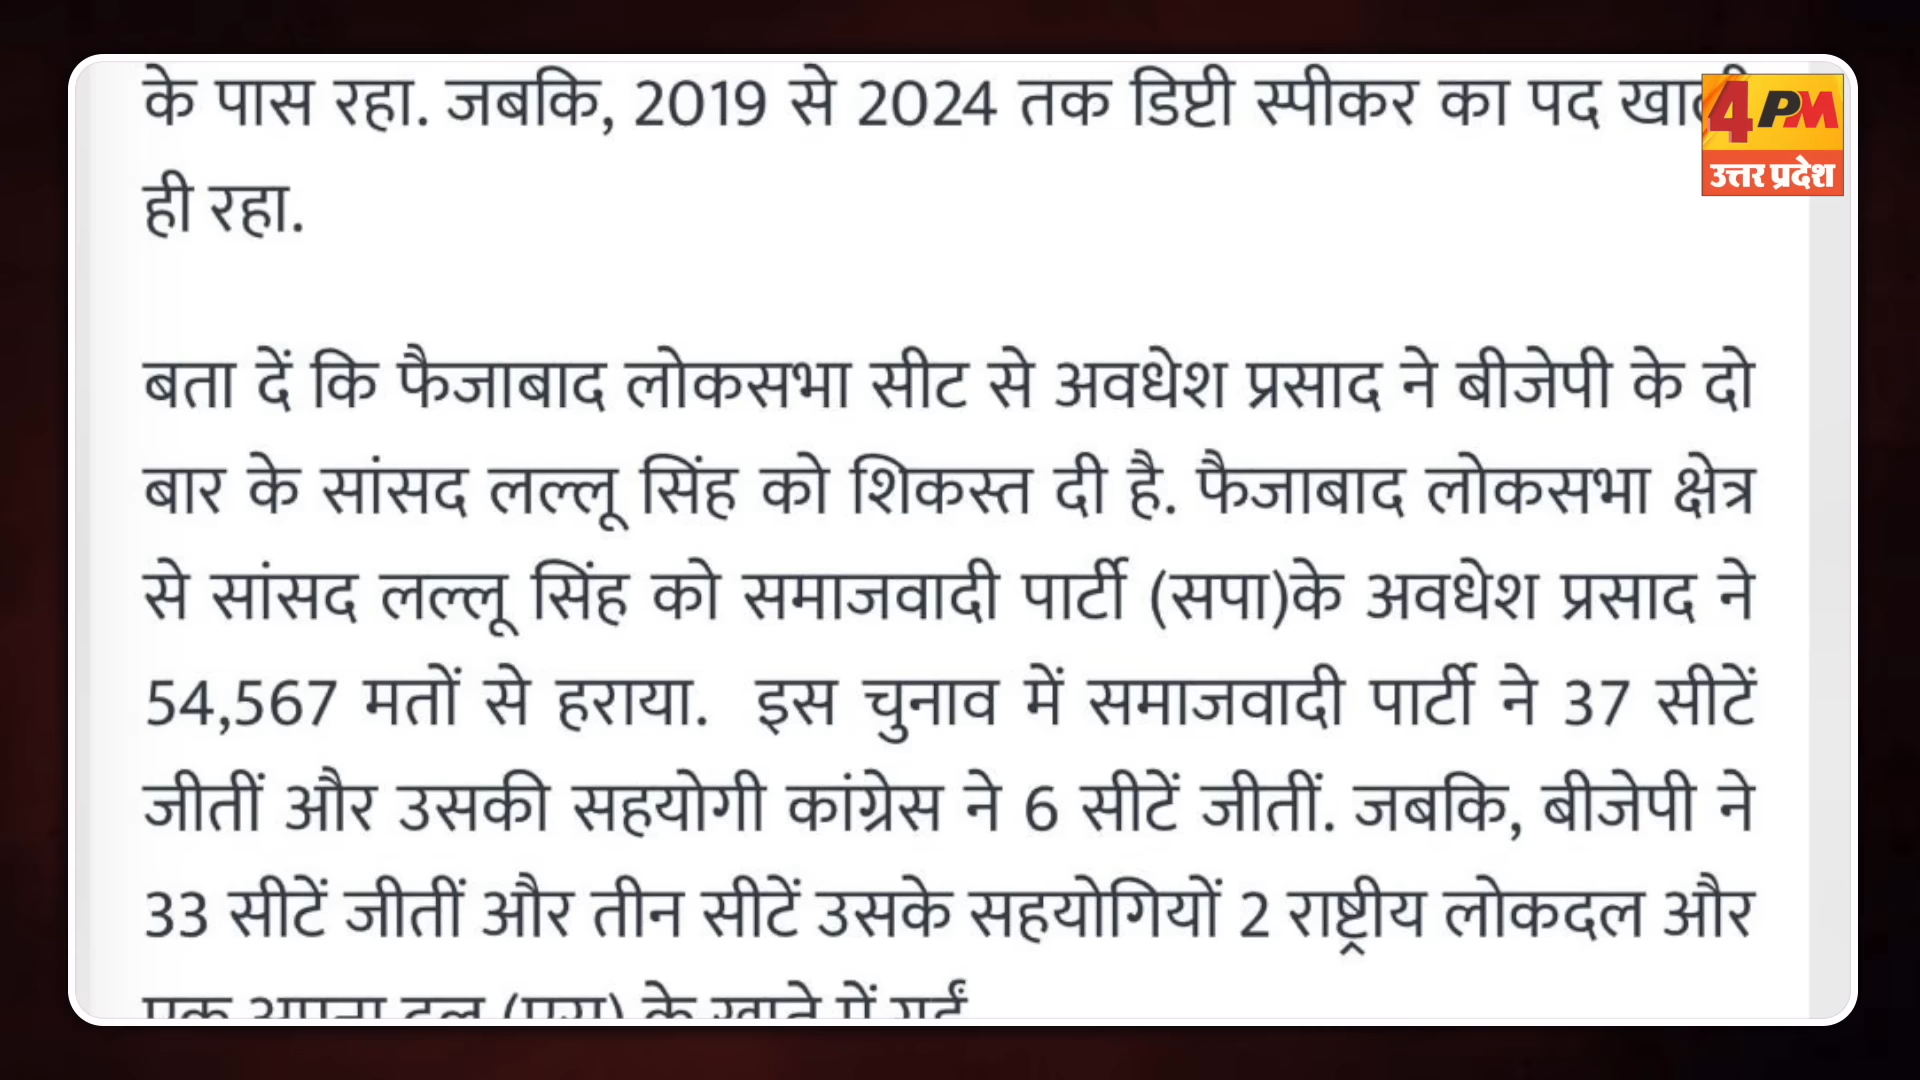 के पास रहा. जबकि, 2019 से 2024 तक डिप्टी स्पीकर का पद
ही रहा.
4PM
उत्तर प्रदेश
बता दें कि फैजाबाद लोकसभा सीट से अवधेश प्रसाद ने बीजेपी के दो
बार के सांसद लल्लू सिंह को शिकस्त दी है. फैजाबाद लोकसभा क्षेत्र
से सांसद लल्लू सिंह को समाजवादी पार्टी (सपा)के अवधेश प्रसाद ने
54,567 मतों से हराया. इस चुनाव में समाजवादी पार्टी ने 37 सीटें
जीतीं और उसकी सहयोगी कांग्रेस ने 6 सीटें जीतीं. जबकि, बीजेपी ने
33 सीटें जीतीं और तीन सीटें उसके सहयोगियों 2 राष्ट्रीय लोकदल और